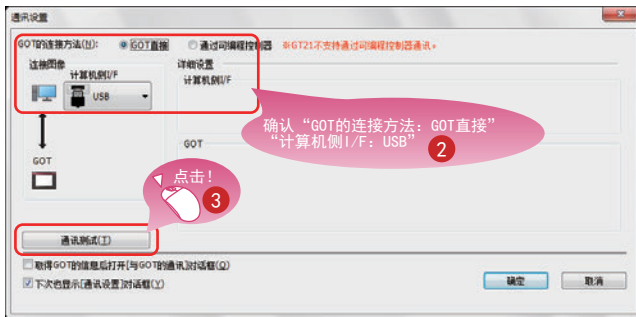 通讯设置
GOT的连接方法(H): GOT直接 通过可编程控制器 ※GT21不支持通过可编程控制器通讯。
连接图像
计算机侧I/F
USB
GOT
详细设置
计算机侧I/F
GOT
确认“GOT的连接方法：GOT直接”
“计算机侧I/F：USB”
2
点击！
3
通讯测试(T)
取得GOT的信息后打开[与GOT的通讯]对话框(Q)
下次也显示[通讯设置]对话框(Y)
确定 取消